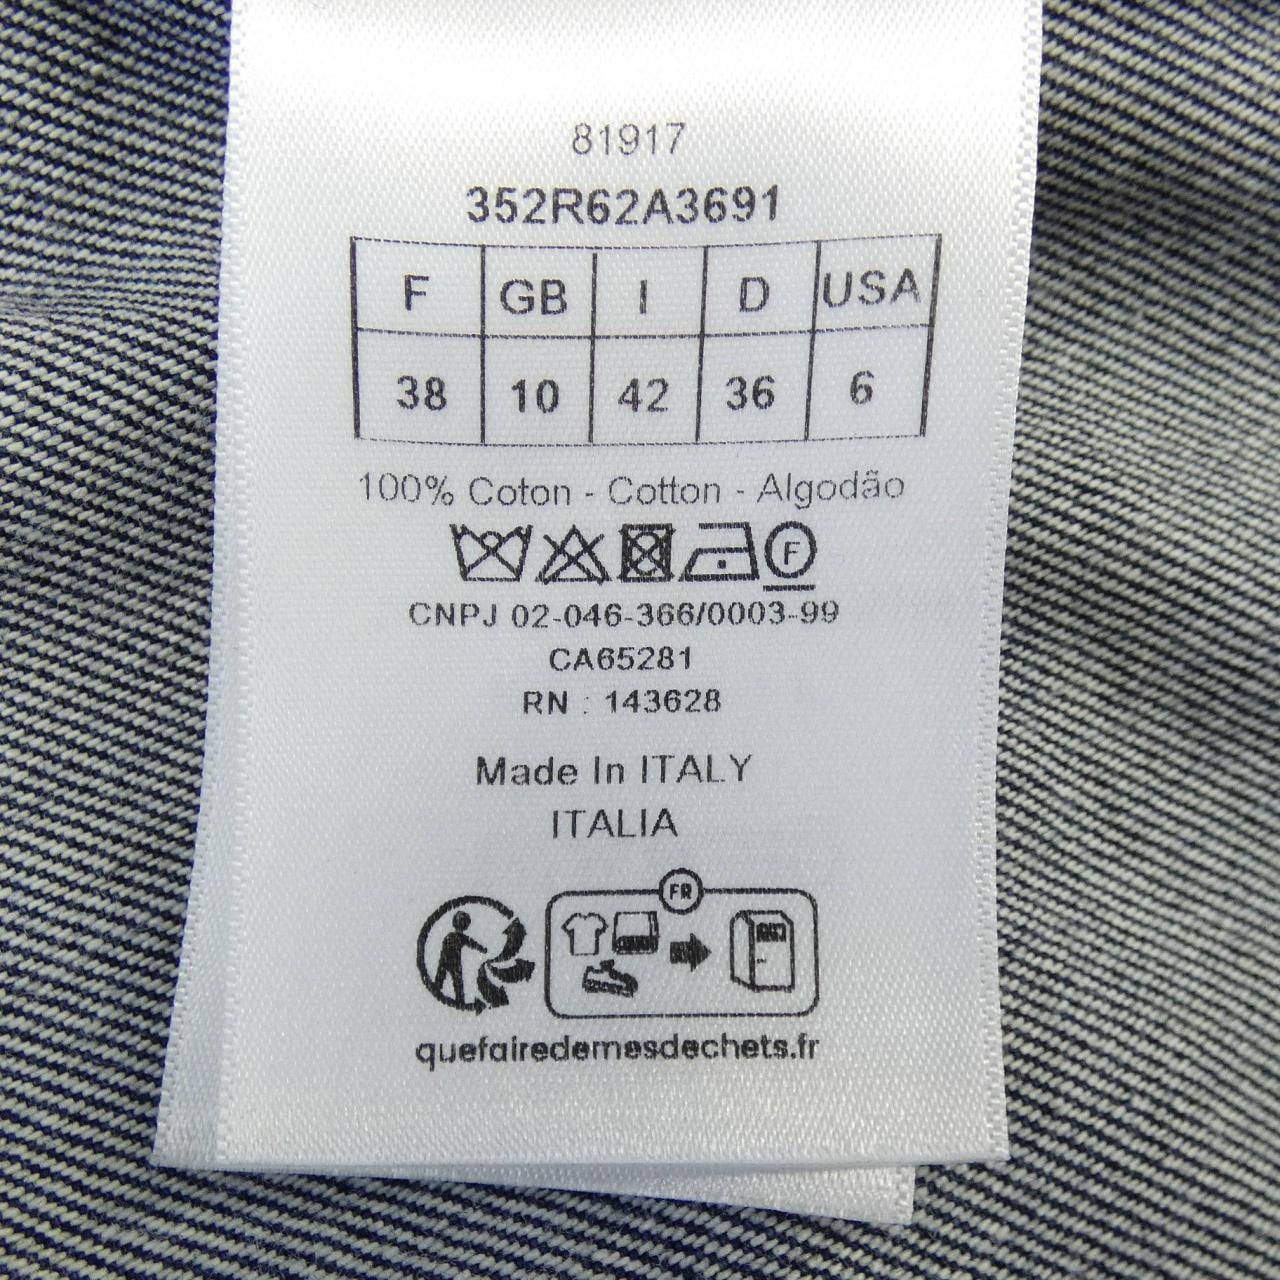 81917
352R62A3691
F GB I D USA
38 10 42 36 6
100% Coton - Cotton - Algodão
F
CNPJ 02-046-366/0003-99
CA65281
RN : 143628
Made In ITALY
ITALIA
FR
quefairedemesdechets.fr